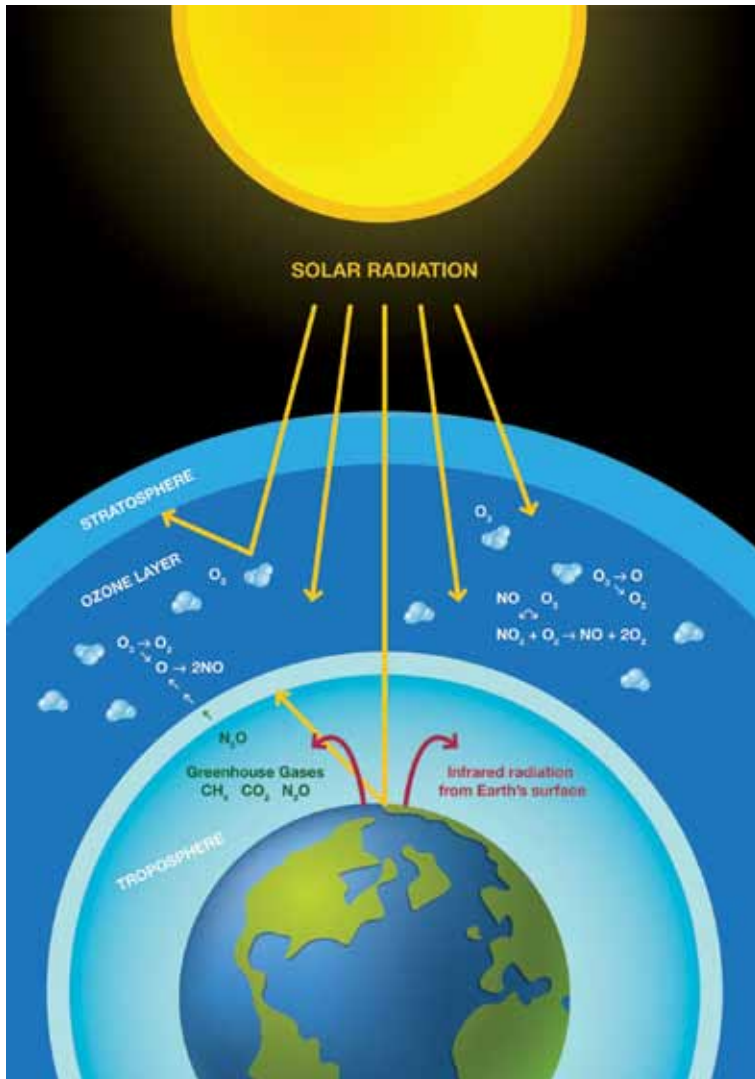 SOLAR RADIATION
STRATOSPHERE
OZONE LAYER
O₃
O₃
O₃ → O
↘ O₂
NO O₃
NO₂ + O₂ → NO + 2O₂
O₃ → O₂
↘ O → 2NO
N₂O
Greenhouse Gases
CH₄ CO₂ N₂O
Infrared radiation
from Earth's surface
TROPOSPHERE